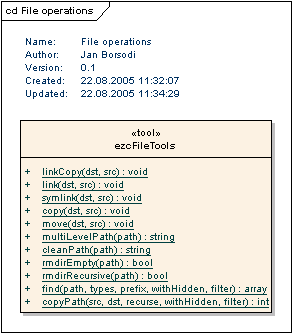 cd File operations
Name: File operations
Author: Jan Borsodi
Version: 0.1
Created: 22.08.2005 11:32:07
Updated: 22.08.2005 11:34:29
«tool»
ezcFileTools
+ linkCopy(dst, src) : void
+ link(dst, src) : void
+ symlink(dst, src) : void
+ copy(dst, src) : void
+ move(dst, src) : void
+ multiLevelPath(path) : string
+ cleanPath(path) : string
+ rmdirEmpty(path) : bool
+ rmdirRecursive(path) : bool
+ find(path, types, prefix, withHidden, filter) : array
+ copyPath(src, dst, recurse, withHidden, filter) : int